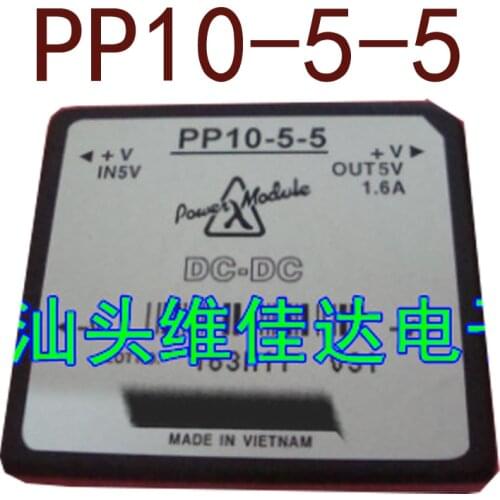 PP10-5-5
PP10-5-5
+V
IN5V
+V
OUT5V
1.6A
Power Module
λ
DC-DC
汕头维佳达电子
MADE IN VIETNAM